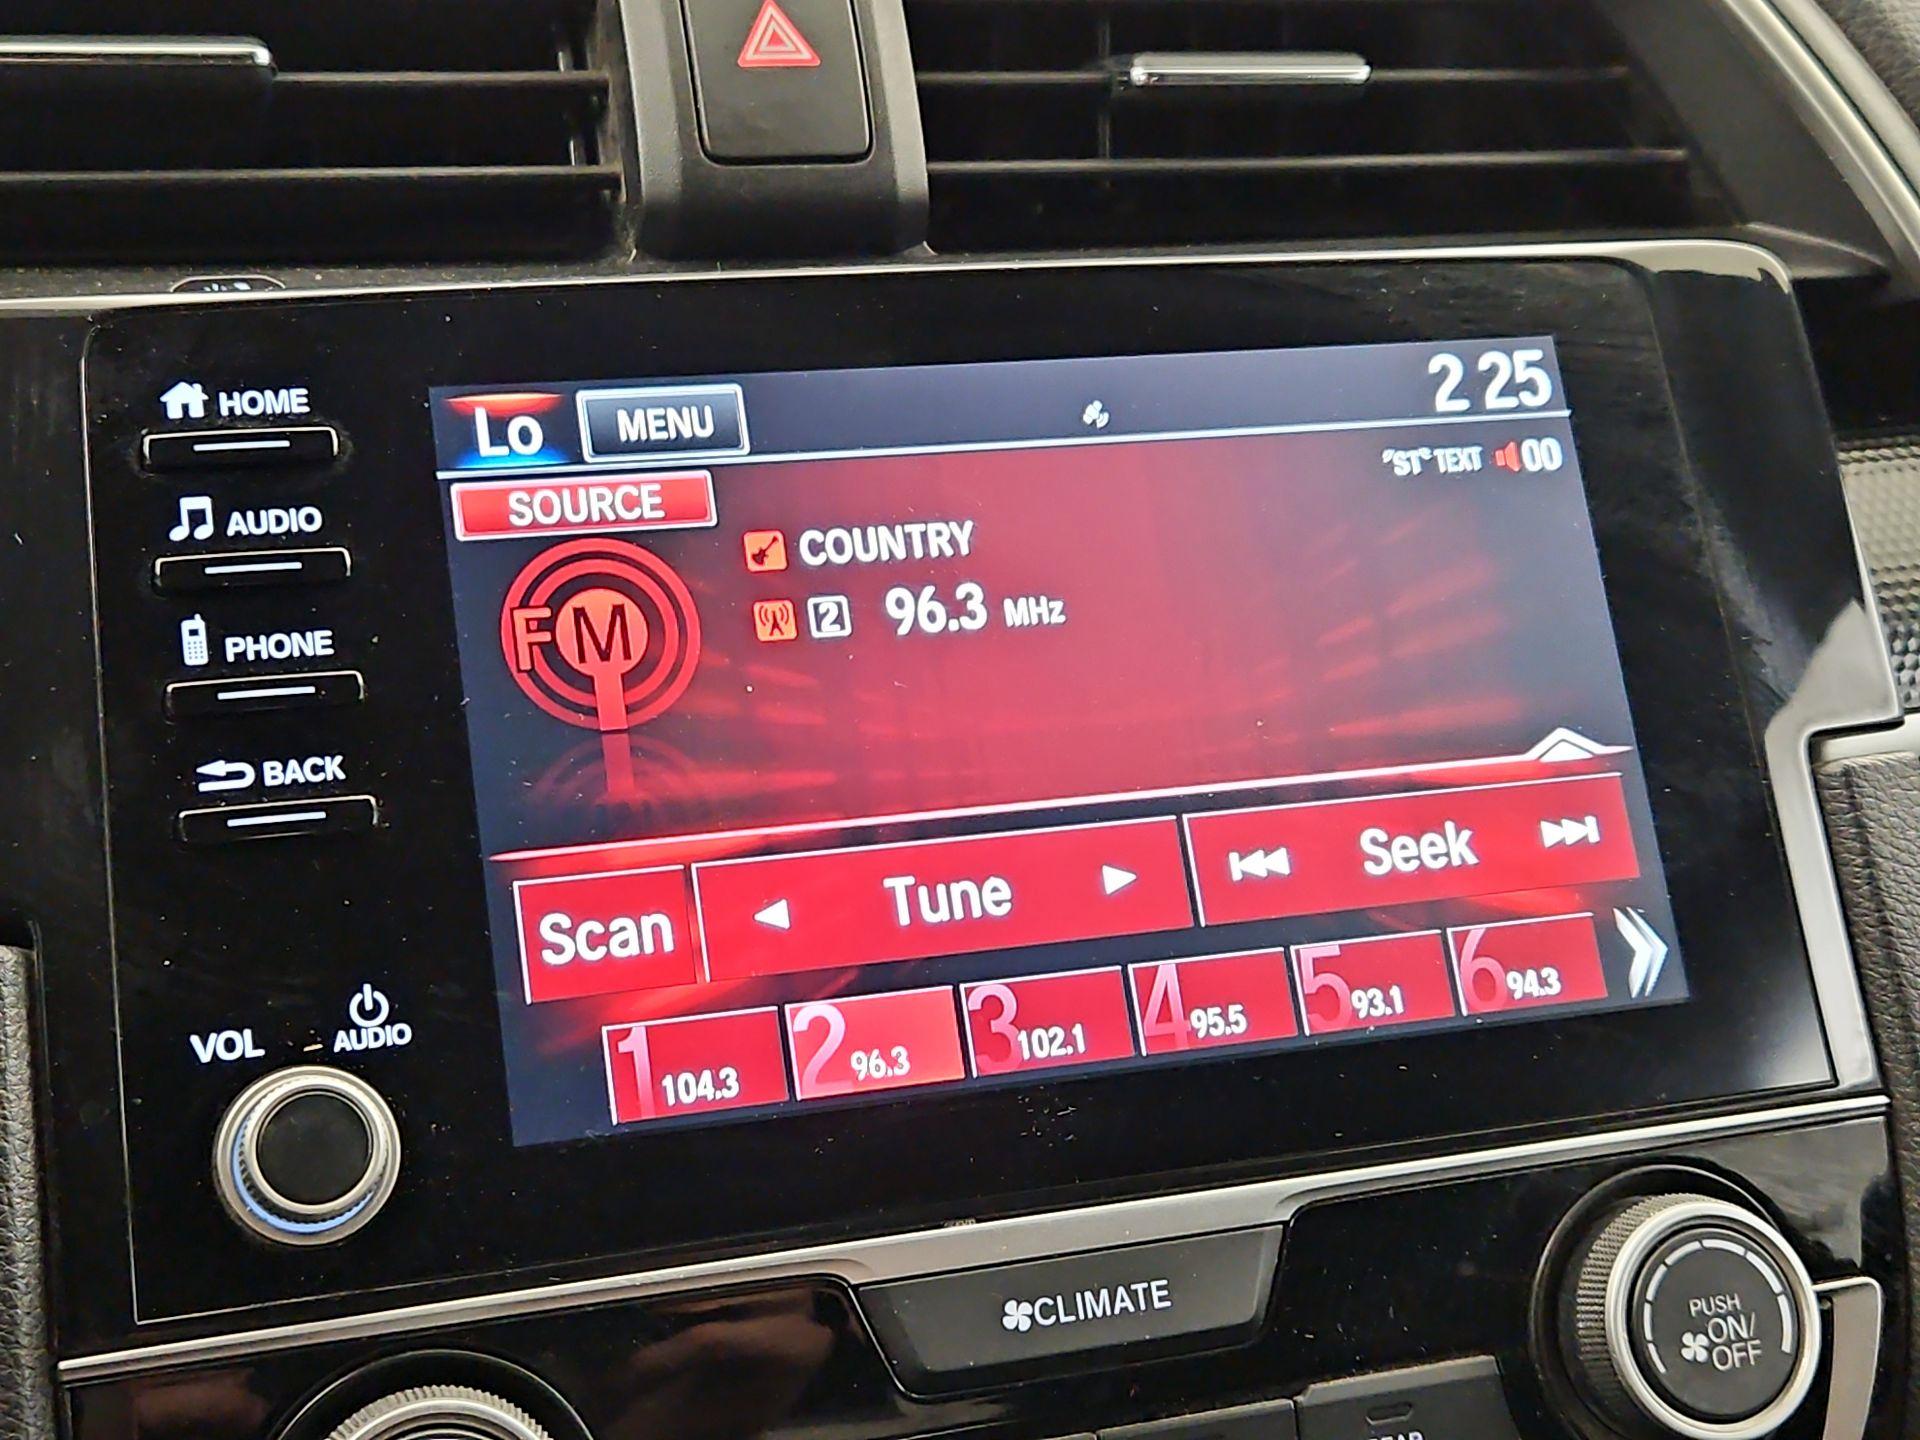 HOME
AUDIO
PHONE
BACK
VOL
AUDIO
Lo
MENU
2 25
SOURCE
"ST" TEXT 00
FM
COUNTRY
2 96.3 MHz
Scan
Tune
Seek
1 104.3
2 96.3
3 102.1
4 95.5
5 93.1
6 94.3
CLIMATE
PUSH
ON/
OFF